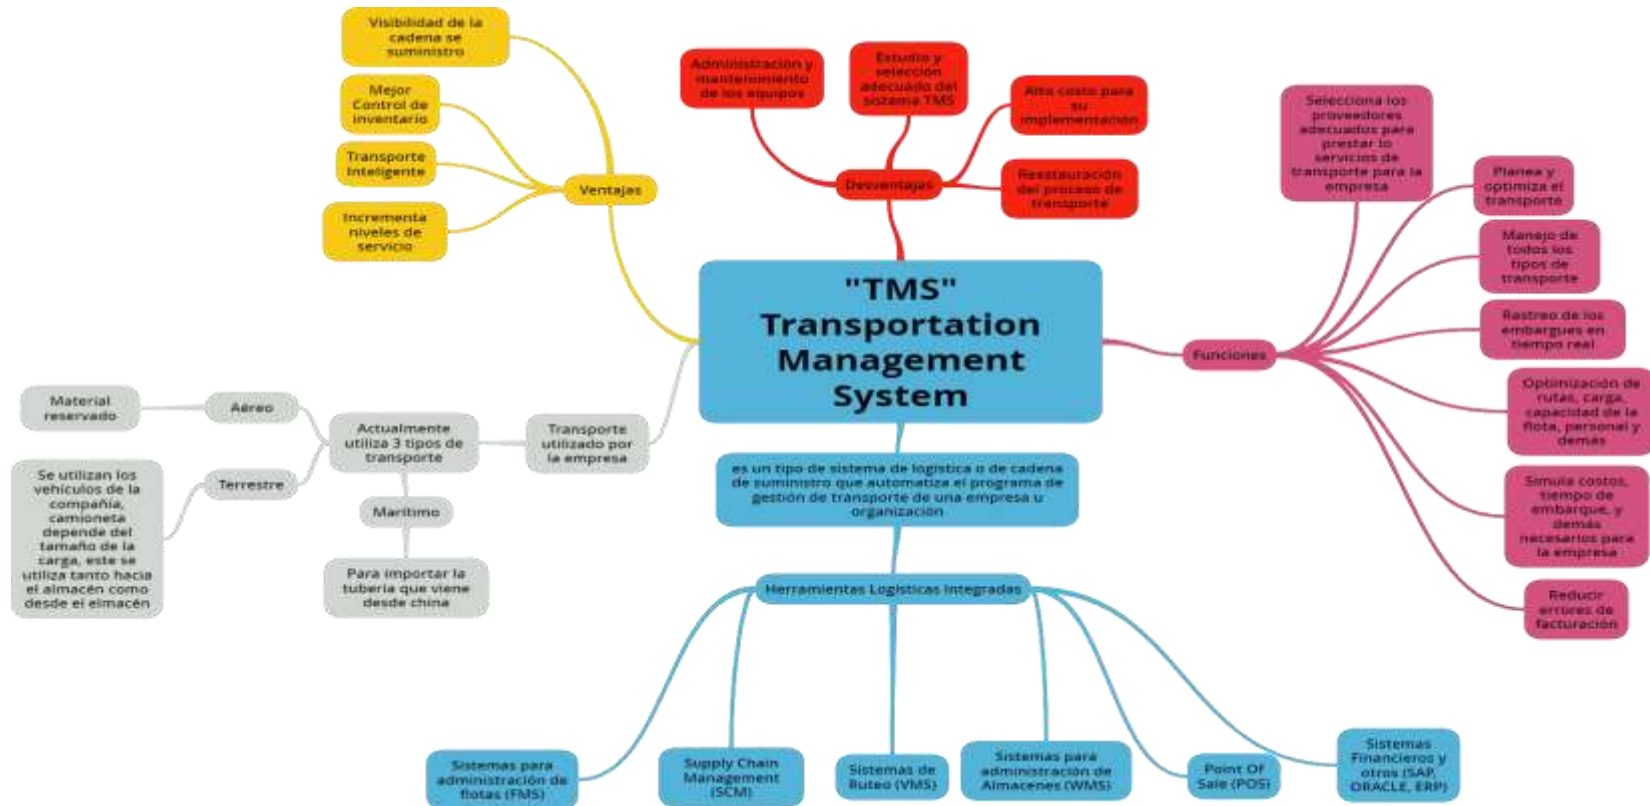 Visibilidad de la
cadena se
suministro
Mejor
Control de
inventario
Transporte
Inteligente
Incrementa
niveles de
servicio
Ventajas
Administración y
mantenimiento
de los equipos
Estudio y
selección
adecuado del
sistema TMS
Alto costo para
su
implementación
Reestauración
del proceso de
transporte
Desventajas
"TMS"
Transportation
Management
System
Selecciona los
proveedores
adecuados para
prestar lo
servicios de
transporte para la
empresa
Planea y
optimiza el
transporte
Manejo de
todos los
tipos de
transporte
Rastreo de los
embargues en
tiempo real
Optimización de
rutas, carga,
capacidad de la
flota, personal y
demás
Simula costos,
tiempo de
embarque, y
demás
necesarios para
la empresa
Reducir
errores de
facturación
Funciones
Transporte
utilizado por
la empresa
Actualmente
utiliza 3 tipos de
transporte
Aéreo
Material
reservado
Terrestre
Se utilizan los
vehículos de la
compañía,
camioneta
depende del
tamaño de la
carga, este se
utiliza tanto hacia
el almacén como
desde el elmacén
Marítimo
Para importar la
tubería que viene
desde china
es un tipo de sistema de logística o de cadena
de suministro que automatiza el programa de
gestión de transporte de una empresa u
organización
Herramientas Logísticas Integradas
Sistemas para
administración de
flotas (FMS)
Supply Chain
Management
(SCM)
Sistemas de
Ruteo (VMS)
Sistemas para
administración de
Almacenes (WMS)
Point OF
Sale (POS)
Sistemas
Financieros y
otros (SAP,
ORACLE, ERP)